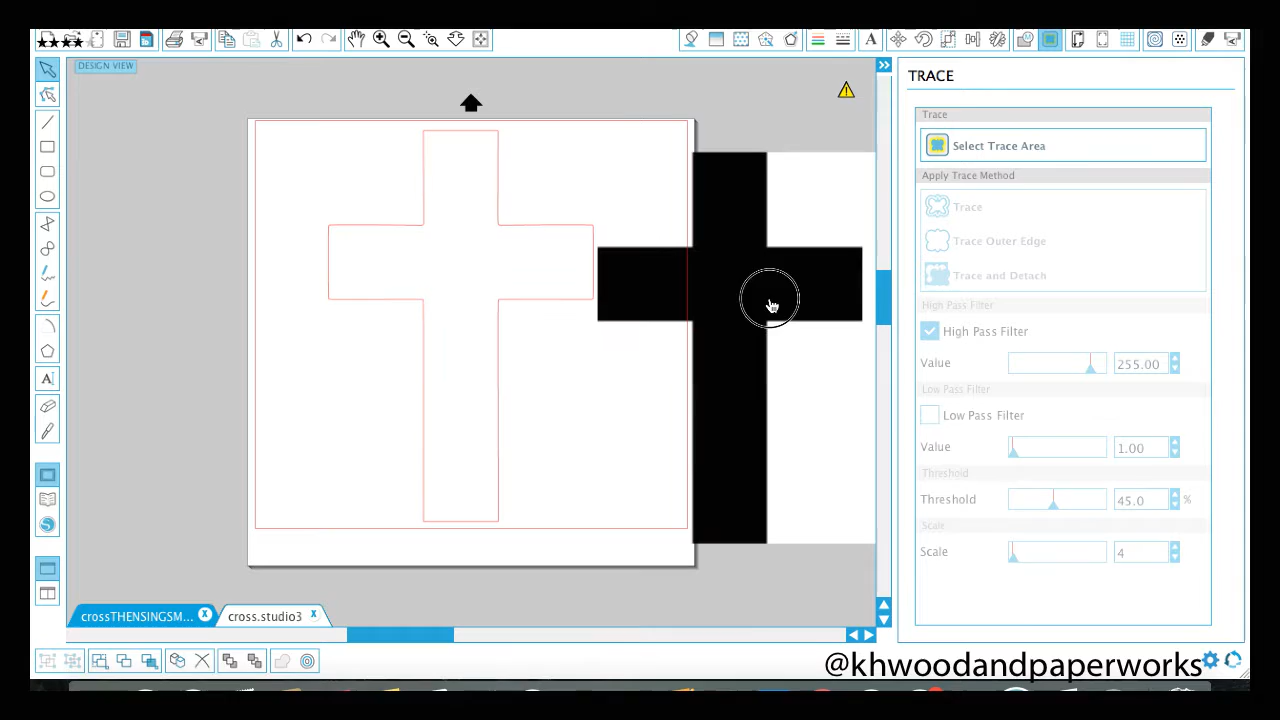 DESIGN VIEW
TRACE
Trace
Select Trace Area
Apply Trace Method
Trace
Trace Outer Edge
Trace and Detach
High Pass Filter
High Pass Filter
Value 255.00
Low Pass Filter
Low Pass Filter
Value 1.00
Threshold
Threshold 45.0 %
Scale
Scale 4
crossTHENSINGSM... X cross.studio3 X
@khwoodandpaperworks